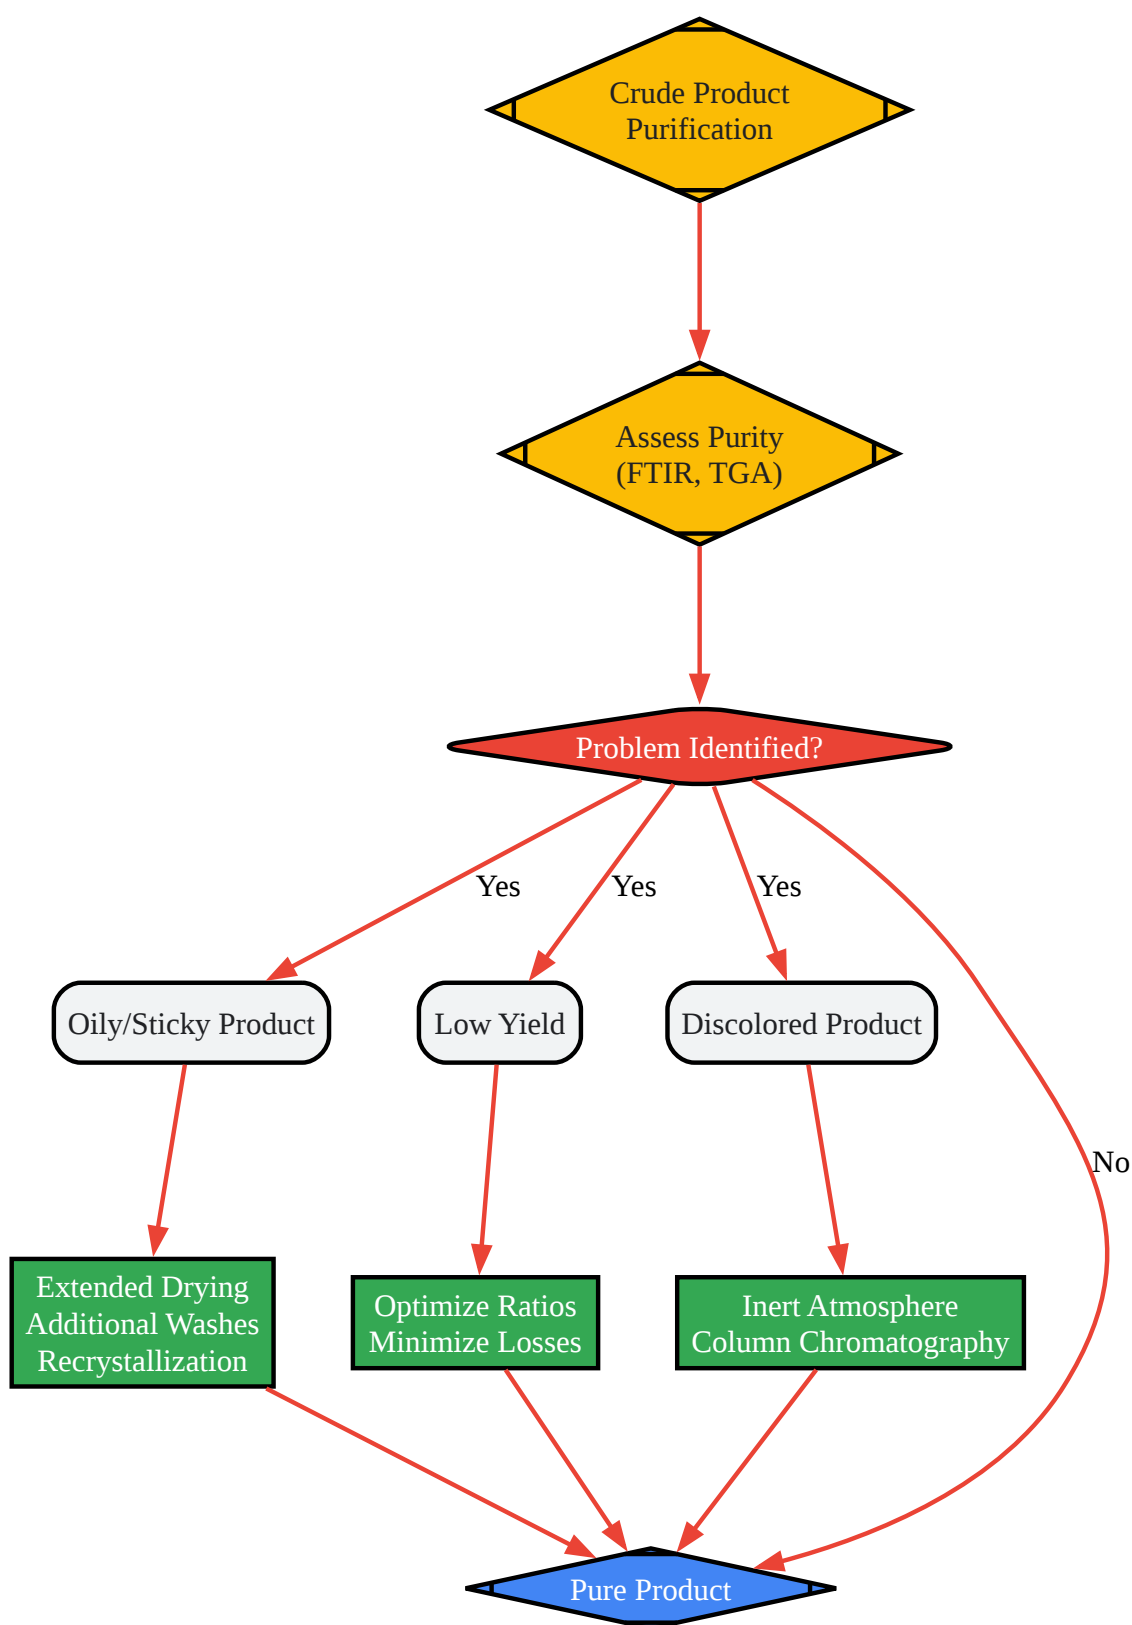 Crude Product
Purification
Assess Purity
(FTIR, TGA)
Problem Identified?
Yes
Yes
Yes
Oily/Sticky Product
Low Yield
Discolored Product
No
Extended Drying
Additional Washes
Recrystallization
Optimize Ratios
Minimize Losses
Inert Atmosphere
Column Chromatography
Pure Product